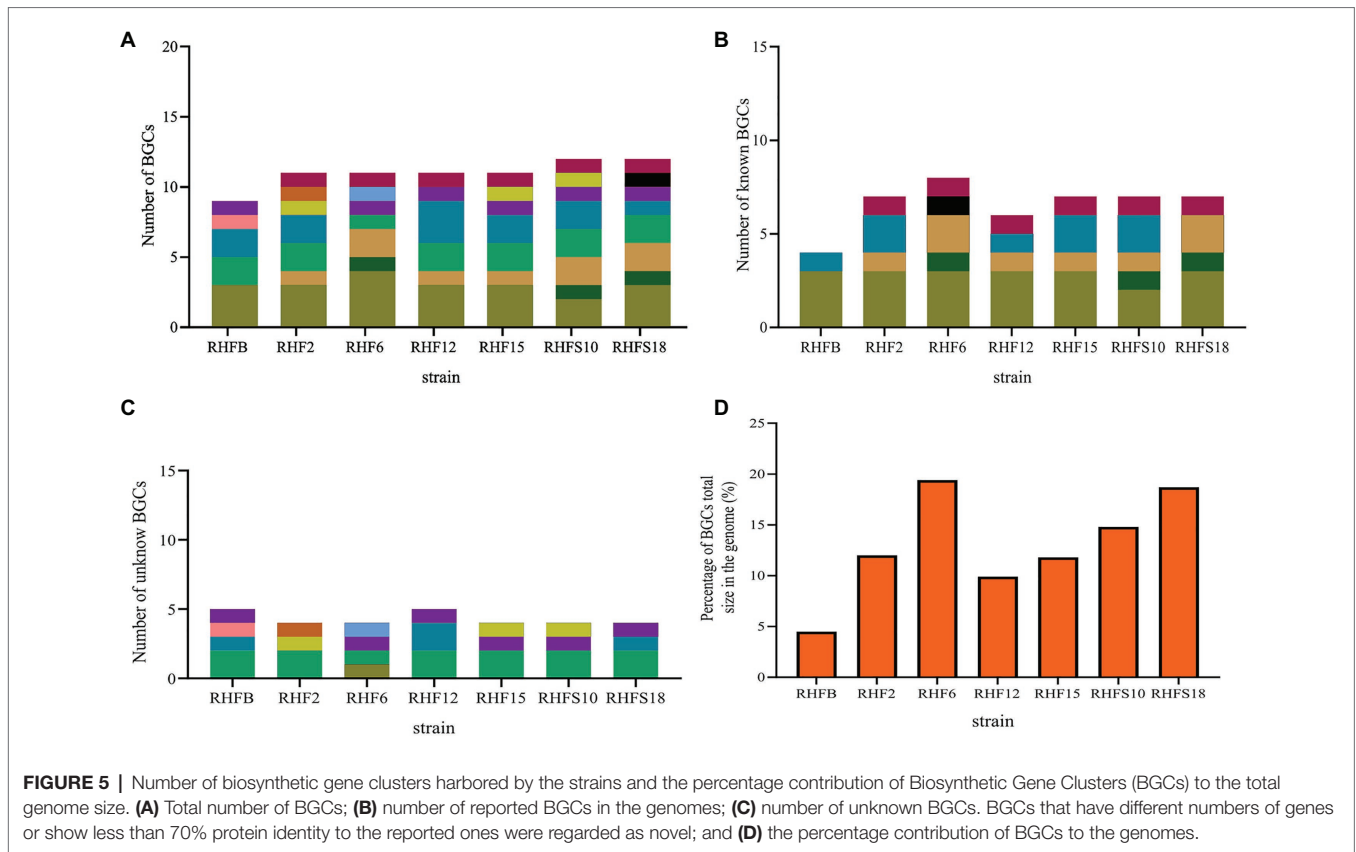 A
20
15
10
5
0
Number of BGCs
RHFB RHF2 RHF6 RHF12 RHF15 RHFS10 RHFS18
strain
B
15
10
5
0
Number of known BGCs
RHFB RHF2 RHF6 RHF12 RHF15 RHFS10 RHFS18
strain
C
15
10
5
0
Number of unknow BGCs
RHFB RHF2 RHF6 RHF12 RHF15 RHFS10 RHFS18
strain
D
25
20
15
10
5
0
Percentage of BGCs total
size in the genome (%)
RHFB RHF2 RHF6 RHF12 RHF15 RHFS10 RHFS18
strain
FIGURE 5 | Number of biosynthetic gene clusters harbored by the strains and the percentage contribution of Biosynthetic Gene Clusters (BGCs) to the total
genome size. (A) Total number of BGCs; (B) number of reported BGCs in the genomes; (C) number of unknown BGCs. BGCs that have different numbers of genes
or show less than 70% protein identity to the reported ones were regarded as novel; and (D) the percentage contribution of BGCs to the genomes.